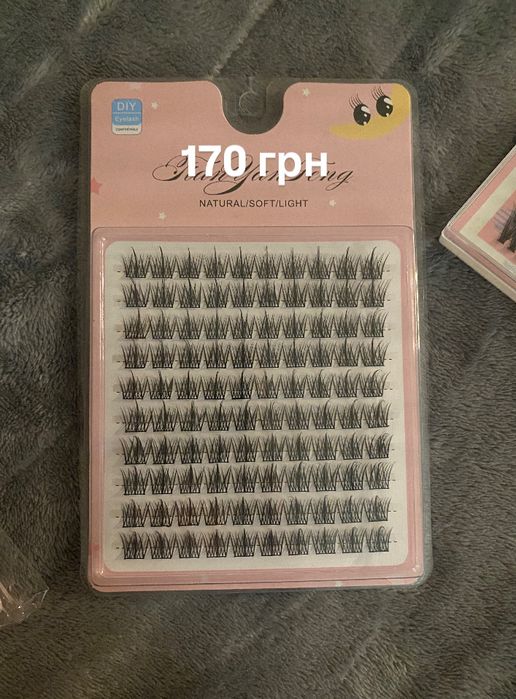 DIY
Eyelash
170 грн
NATURAL/SOFT/LIGHT